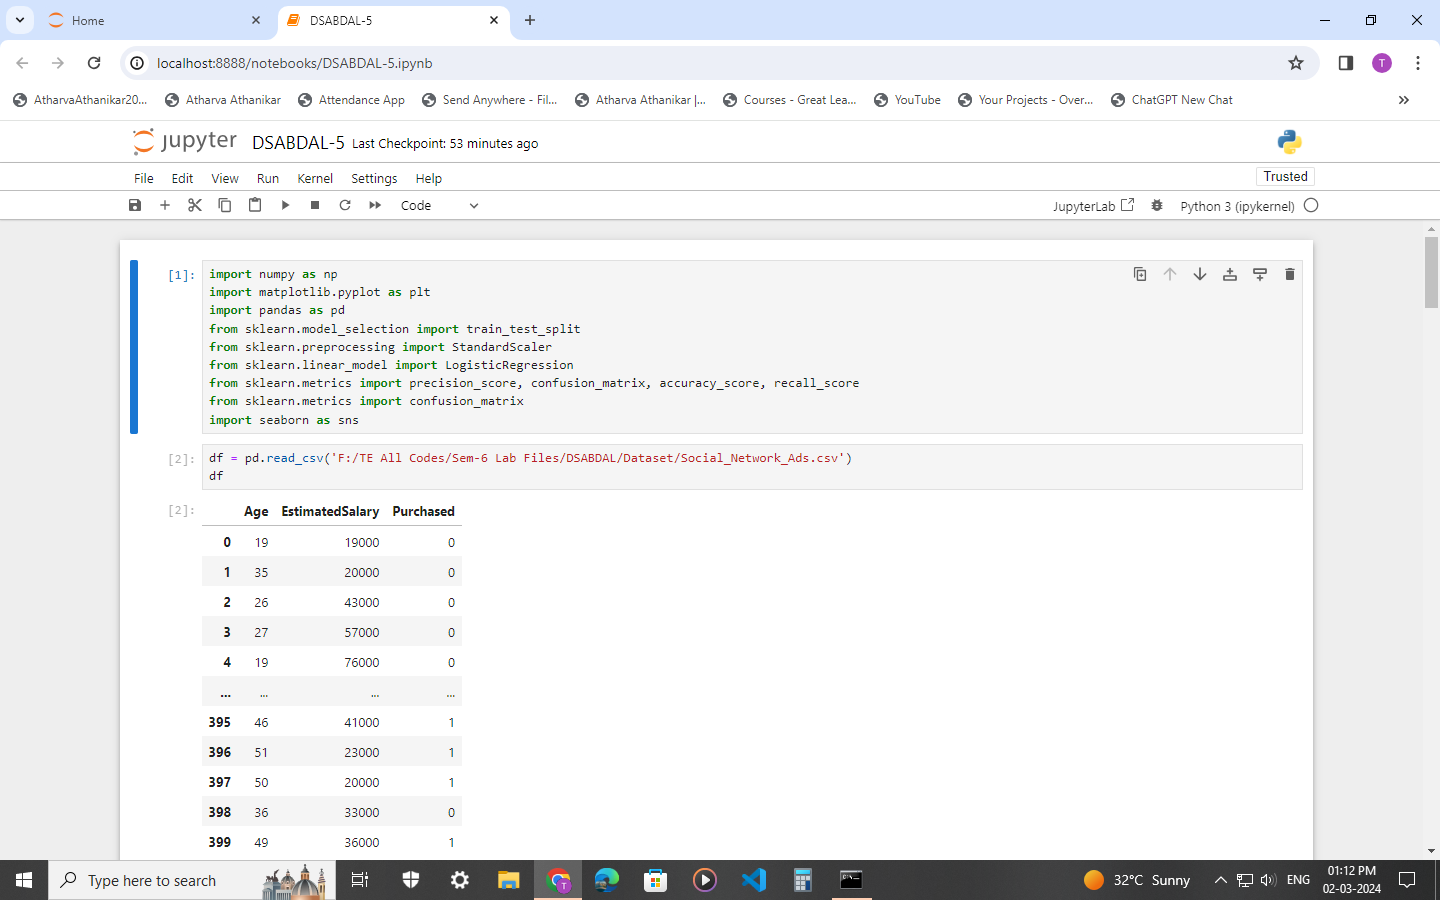 Home
DSABDAL-5
localhost:8888/notebooks/DSABDAL-5.ipynb
T
AtharvaAthanikar20...
Atharva Athanikar
Attendance App
Send Anywhere - Fil...
Atharva Athanikar |...
Courses - Great Lea...
YouTube
Your Projects - Over...
ChatGPT New Chat
jupyter DSABDAL-5 Last Checkpoint: 53 minutes ago
File Edit View Run Kernel Settings Help
Trusted
Code
JupyterLab
Python 3 (ipykernel)
[1]:
import numpy as np
import matplotlib.pyplot as plt
import pandas as pd
from sklearn.model_selection import train_test_split
from sklearn.preprocessing import StandardScaler
from sklearn.linear_model import LogisticRegression
from sklearn.metrics import precision_score, confusion_matrix, accuracy_score, recall_score
from sklearn.metrics import confusion_matrix
import seaborn as sns
[2]:
df = pd.read_csv('F:/TE All Codes/Sem-6 Lab Files/DSABDAL/Dataset/Social_Network_Ads.csv')
df
[2]:
Age EstimatedSalary Purchased
0 19 19000 0
1 35 20000 0
2 26 43000 0
3 27 57000 0
4 19 76000 0
... ... ... ...
395 46 41000 1
396 51 23000 1
397 50 20000 1
398 36 33000 0
399 49 36000 1
Type here to search
T
32°C Sunny
ENG
01:12 PM
02-03-2024